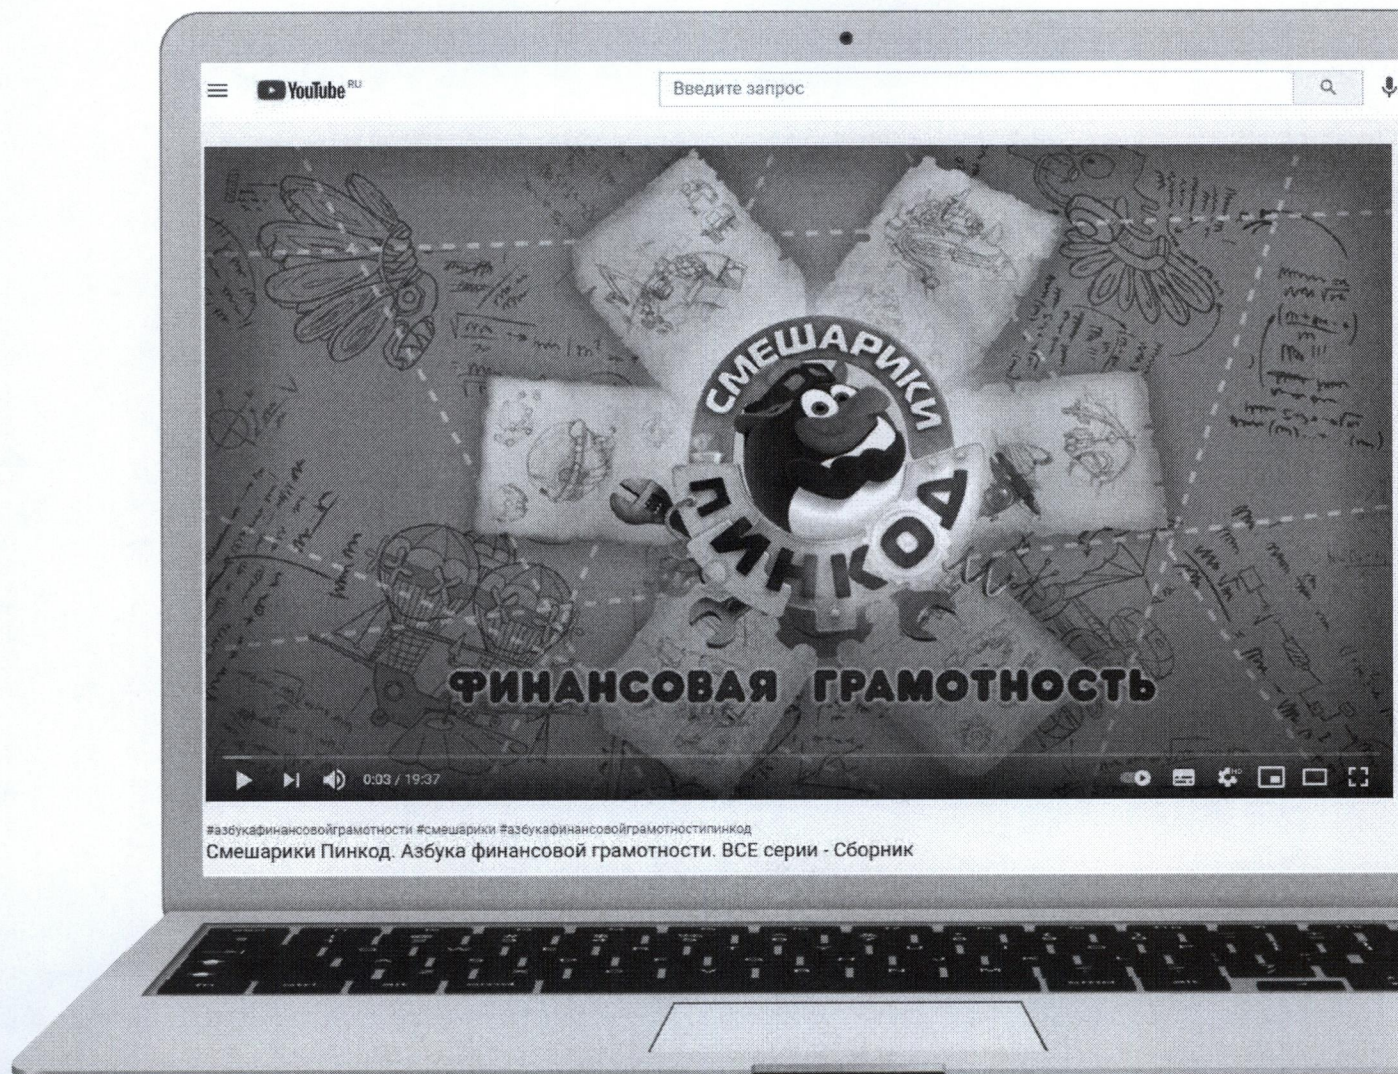 YouTube RU
Введите запрос
СМЕШАРИКИ
ПИНКОД
ФИНАНСОВАЯ ГРАМОТНОСТЬ
0:03 / 19:37
HD
#азбукафинансовойграмотности #смешарики #азбукафинансовойграмотностипинкод
Смешарики Пинкод. Азбука финансовой грамотности. ВСЕ серии - Сборник